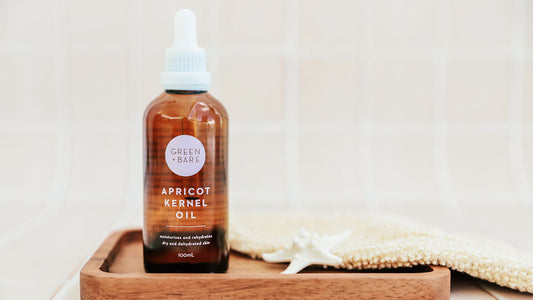 GREEN
+ BARE
APRICOT
KERNEL
OIL
moisturises and rehydrates
dry and dehydrated skin
100mL